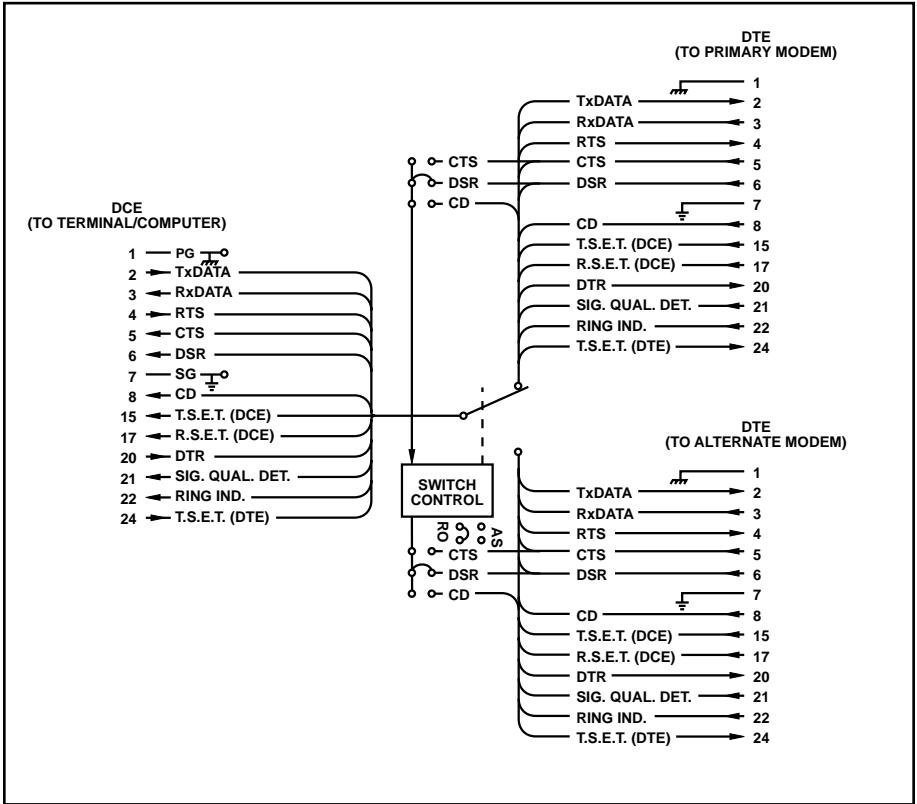 DTE
(TO PRIMARY MODEM)
1
TxDATA 2
RxDATA 3
RTS 4
CTS CTS 5
DSR DSR 6
CD 7
CD 8
T.S.E.T. (DCE) 15
R.S.E.T. (DCE) 17
DTR 20
SIG. QUAL. DET. 21
RING IND. 22
T.S.E.T. (DTE) 24
DCE
(TO TERMINAL/COMPUTER)
1 PG
2 TxDATA
3 RxDATA
4 RTS
5 CTS
6 DSR
7 SG
8 CD
15 T.S.E.T. (DCE)
17 R.S.E.T. (DCE)
20 DTR
21 SIG. QUAL. DET.
22 RING IND.
24 T.S.E.T. (DTE)
SWITCH
CONTROL
RO AS
DTE
(TO ALTERNATE MODEM)
1
TxDATA 2
RxDATA 3
RTS 4
CTS CTS 5
DSR DSR 6
CD 7
CD 8
T.S.E.T. (DCE) 15
R.S.E.T. (DCE) 17
DTR 20
SIG. QUAL. DET. 21
RING IND. 22
T.S.E.T. (DTE) 24